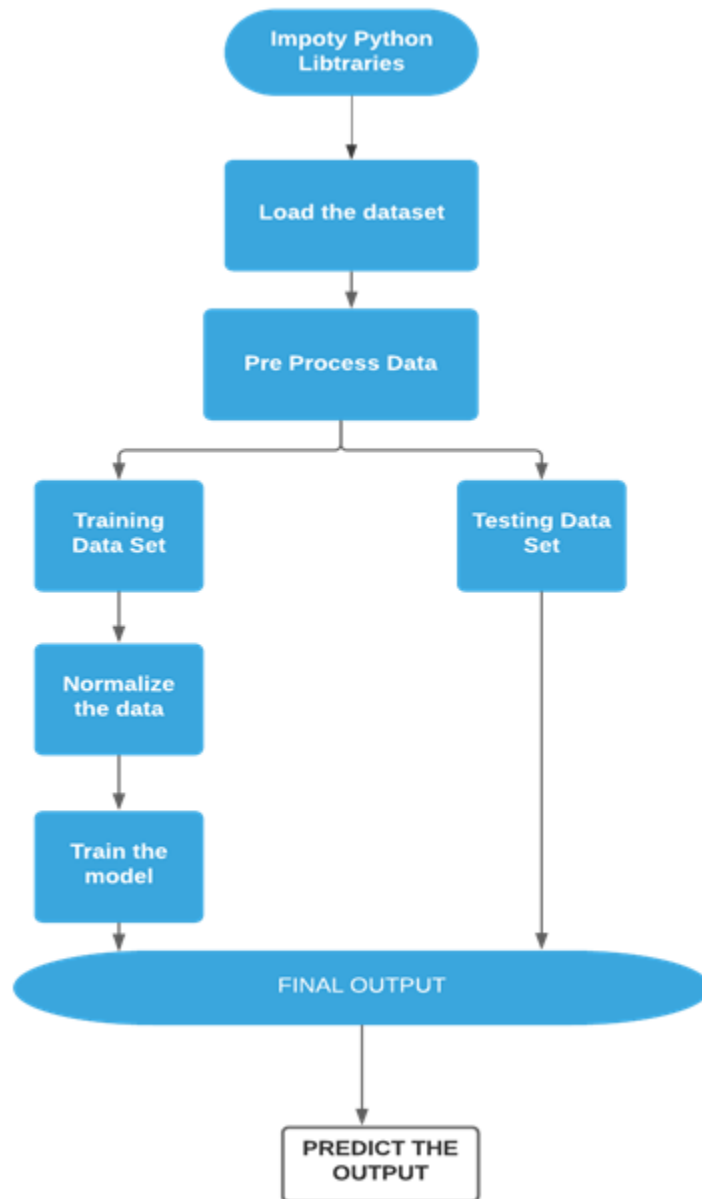 Impoty Python
Libtraries
Load the dataset
Pre Process Data
Training
Data Set
Testing Data
Set
Normalize
the data
Train the
model
FINAL OUTPUT
PREDICT THE
OUTPUT